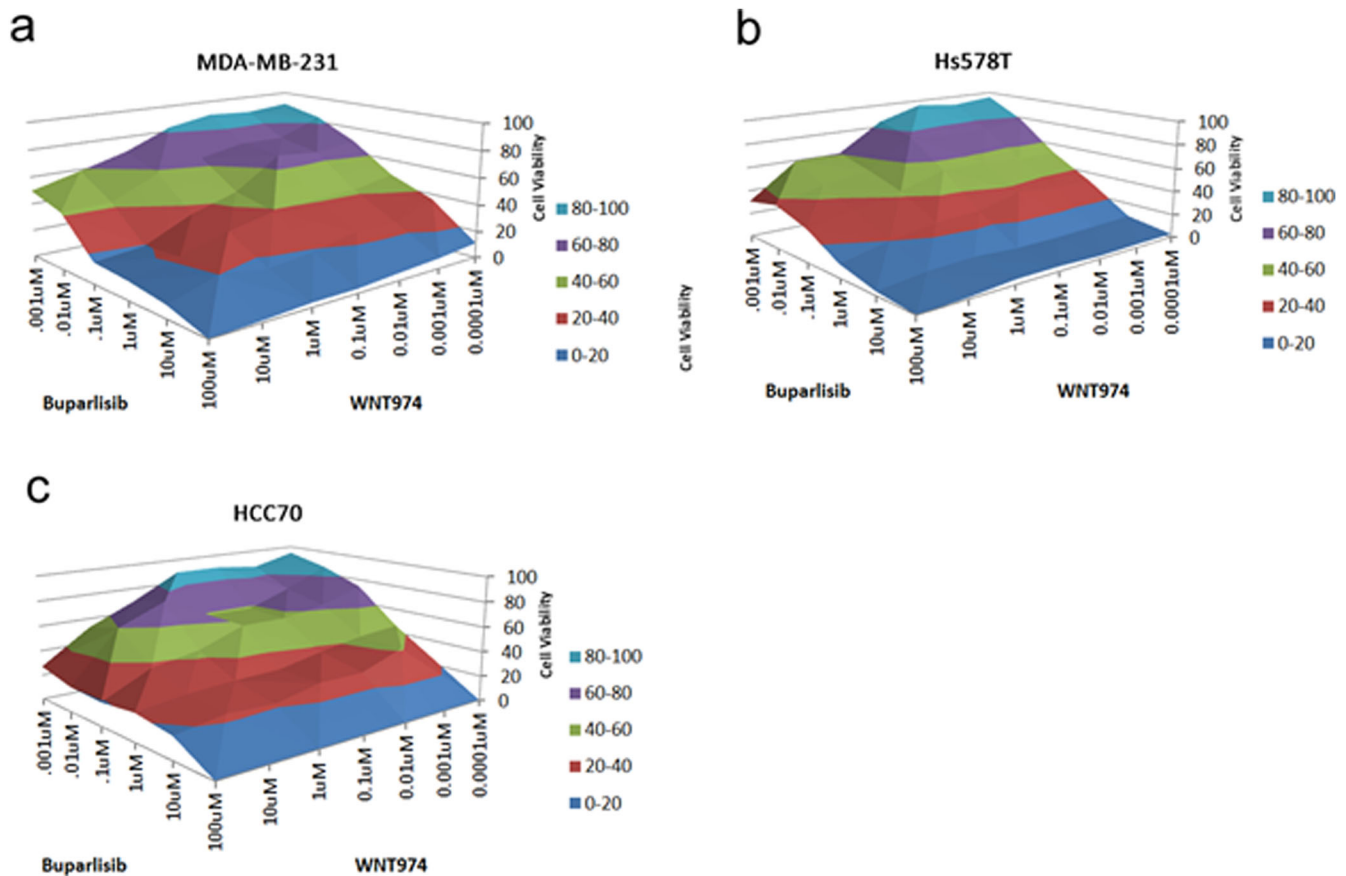 a
MDA-MB-231
100
80
60
40
20
0
Cell Viability
80-100
60-80
40-60
20-40
0-20
.001uM
.01uM
.1uM
1uM
10uM
100uM
10uM
1uM
0.1uM
0.01uM
0.001uM
0.0001uM
Buparlisib
WNT974
b
Hs578T
100
80
60
40
20
0
Cell Viability
Cell Viability
80-100
60-80
40-60
20-40
0-20
.001uM
.01uM
.1uM
1uM
10uM
100uM
10uM
1uM
0.1uM
0.01uM
0.001uM
0.0001uM
Buparlisib
WNT974
c
HCC70
100
80
60
40
20
0
Cell Viability
80-100
60-80
40-60
20-40
0-20
.001uM
.01uM
.1uM
1uM
10uM
100uM
10uM
1uM
0.1uM
0.01uM
0.001uM
0.0001uM
Buparlisib
WNT974